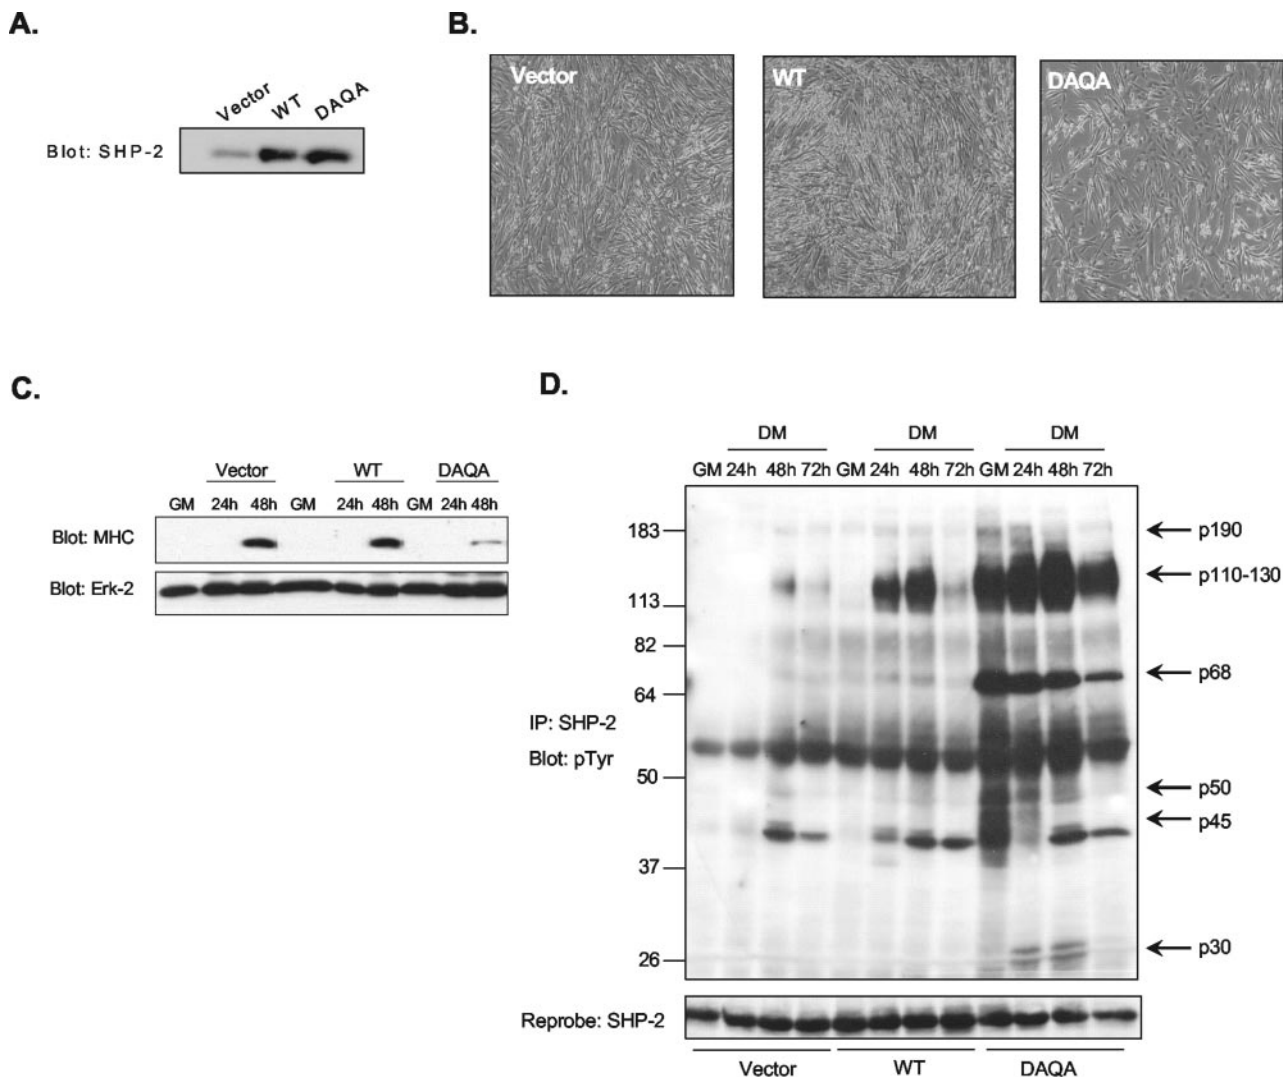 A.
Vector WT DAQA
Blot: SHP-2
B.
Vector WT DAQA
C.
Vector WT DAQA
GM 24h 48h GM 24h 48h GM 24h 48h
Blot: MHC
Blot: Erk-2
D.
DM DM DM
GM 24h 48h 72h GM 24h 48h 72h GM 24h 48h 72h
183
p190
p110-130
113
82
p68
64
IP: SHP-2
Blot: pTyr
50
p50
p45
37
p30
26
Reprobe: SHP-2
Vector WT DAQA